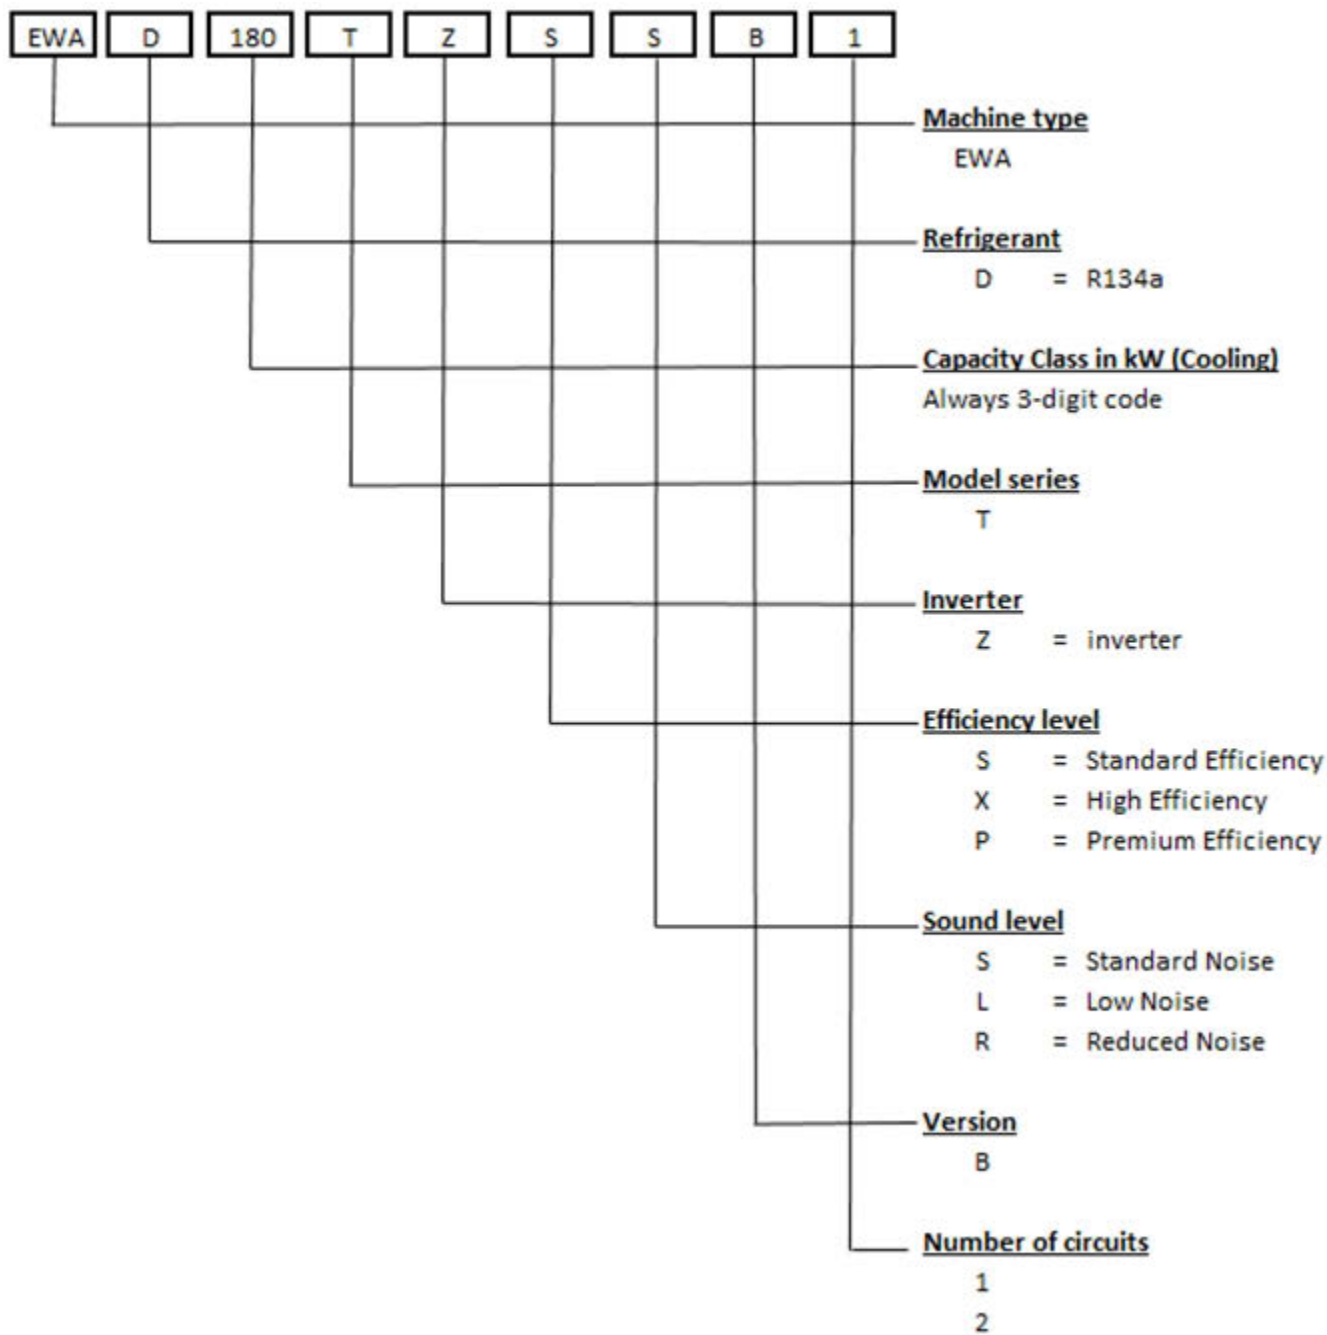 EWA D 180 T Z S S B 1
Machine type
EWA
Refrigerant
D = R134a
Capacity Class in kW (Cooling)
Always 3-digit code
Model series
T
Inverter
Z = inverter
Efficiency level
S = Standard Efficiency
X = High Efficiency
P = Premium Efficiency
Sound level
S = Standard Noise
L = Low Noise
R = Reduced Noise
Version
B
Number of circuits
1
2